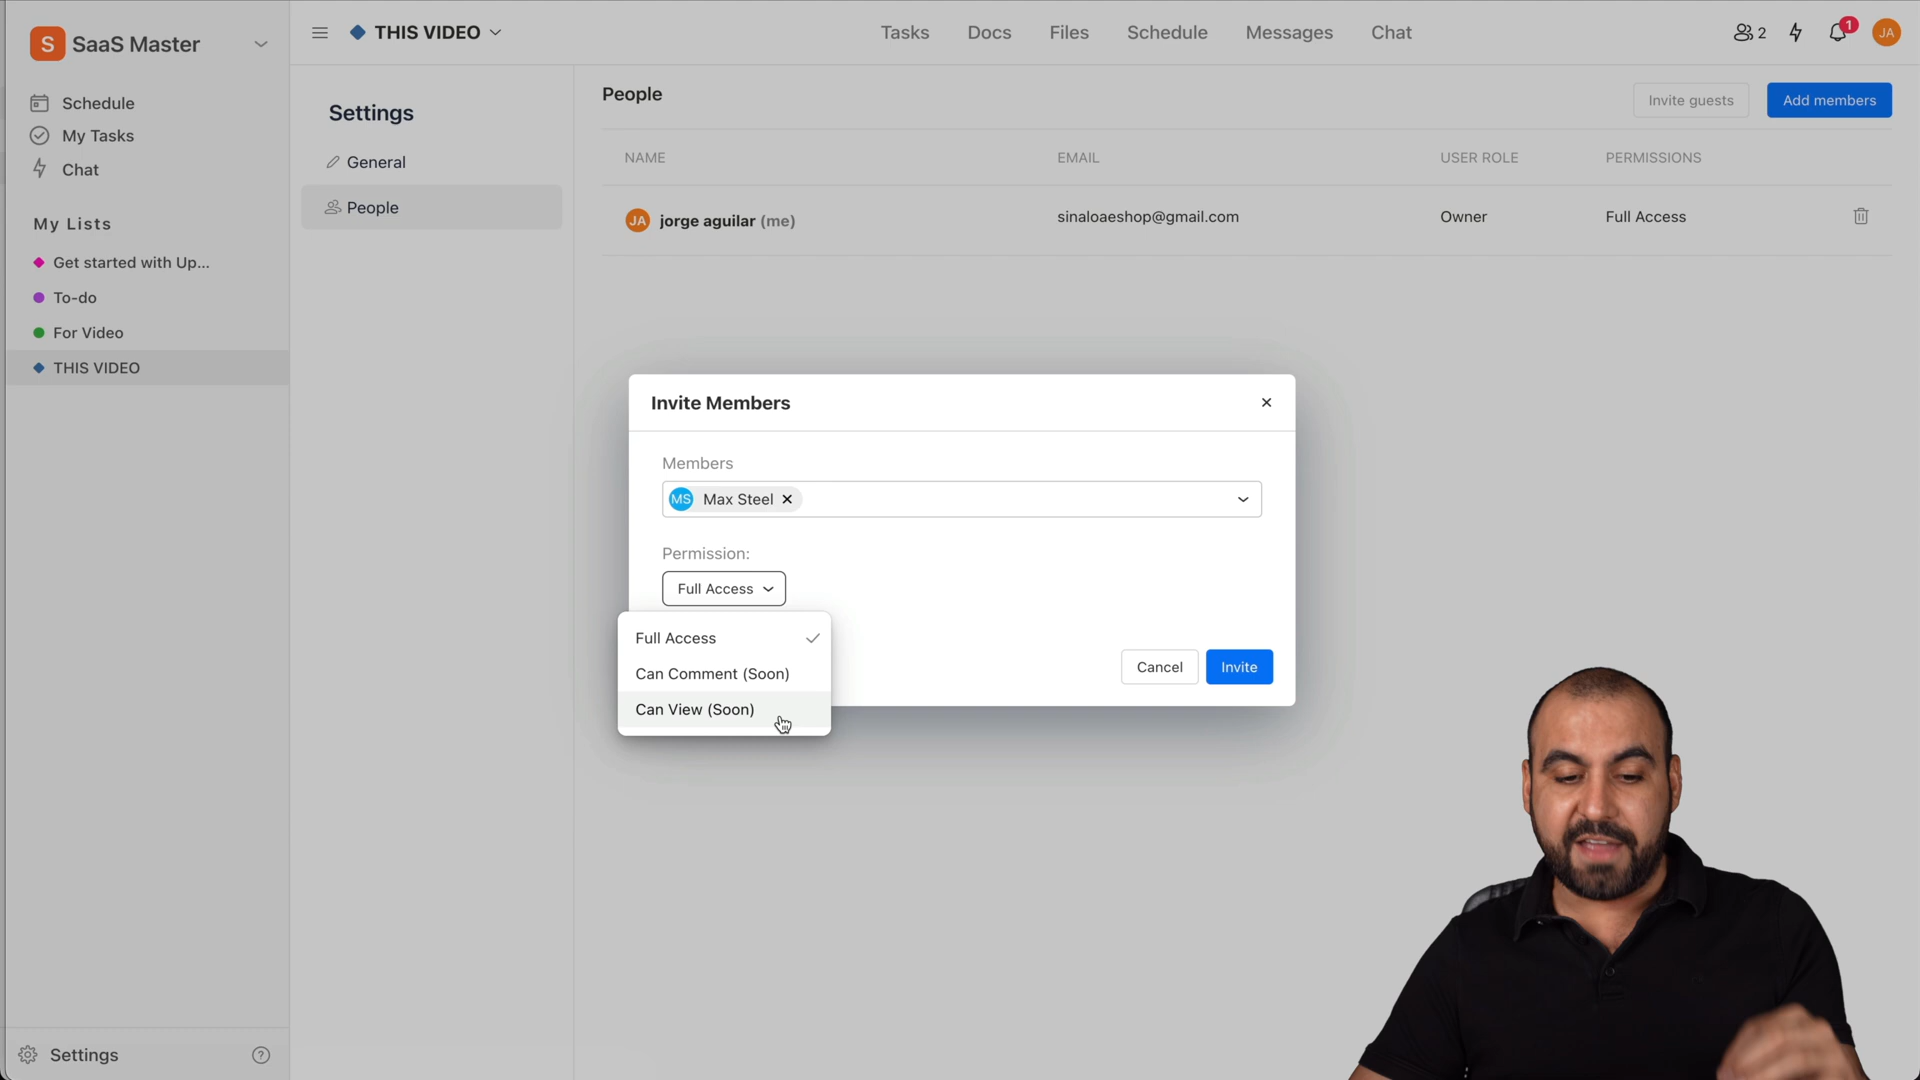 S SaaS Master
Schedule
My Tasks
Chat
My Lists
Get started with Up...
To-do
For Video
THIS VIDEO
Settings
?
THIS VIDEO
Tasks Docs Files Schedule Messages Chat
2
1
JA
Settings
General
People
People
Invite guests
Add members
NAME EMAIL USER ROLE PERMISSIONS
JA jorge aguilar (me) sinaloaeshop@gmail.com Owner Full Access
Invite Members
Members
MS Max Steel
Permission:
Full Access
Full Access
Can Comment (Soon)
Can View (Soon)
Cancel Invite